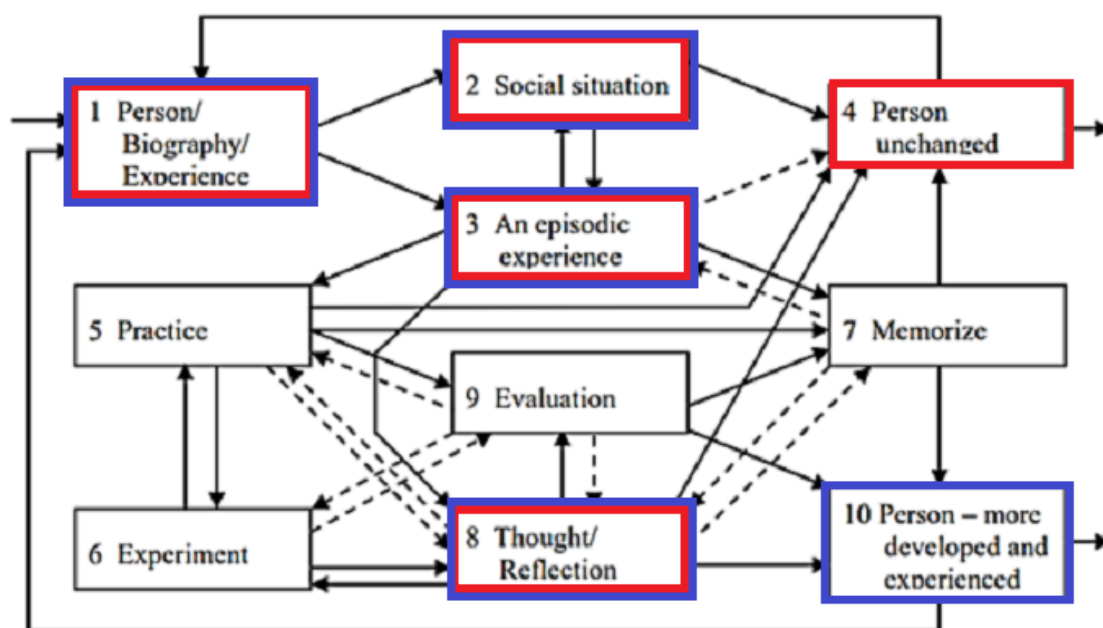 1 Person/
Biography/
Experience
2 Social situation
4 Person
unchanged
3 An episodic
experience
5 Practice
7 Memorize
9 Evaluation
6 Experiment
8 Thought/
Reflection
10 Person – more
developed and
experienced